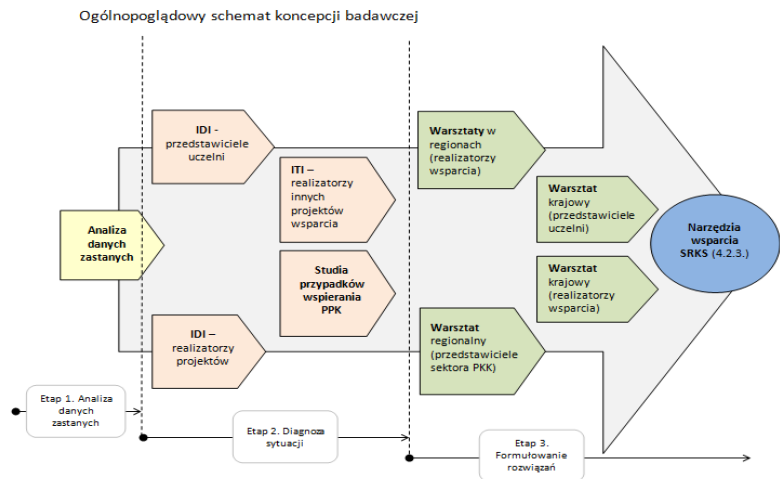 Ogólnopoglądowy schemat koncepcji badawczej
IDI -
przedstawiciele
uczelni
ITI –
realizatorzy
innych
projektów
wsparcia
Analiza
danych
zastanych
Studia
przypadków
wspierania
PPK
IDI –
realizatorzy
projektów
Warsztaty w
regionach
(realizatorzy
wsparcia)
Warsztat
krajowy
(przedstawiciele
uczelni)
Warsztat
krajowy
(realizatorzy
wsparcia)
Warsztat
regionalny
(przedstawiciele
sektora PKK)
Narzędzia
wsparcia
SRKS (4.2.3.)
Etap 1. Analiza
danych
zastanych
Etap 2. Diagnoza
sytuacji
Etap 3.
Formułowanie
rozwiązań